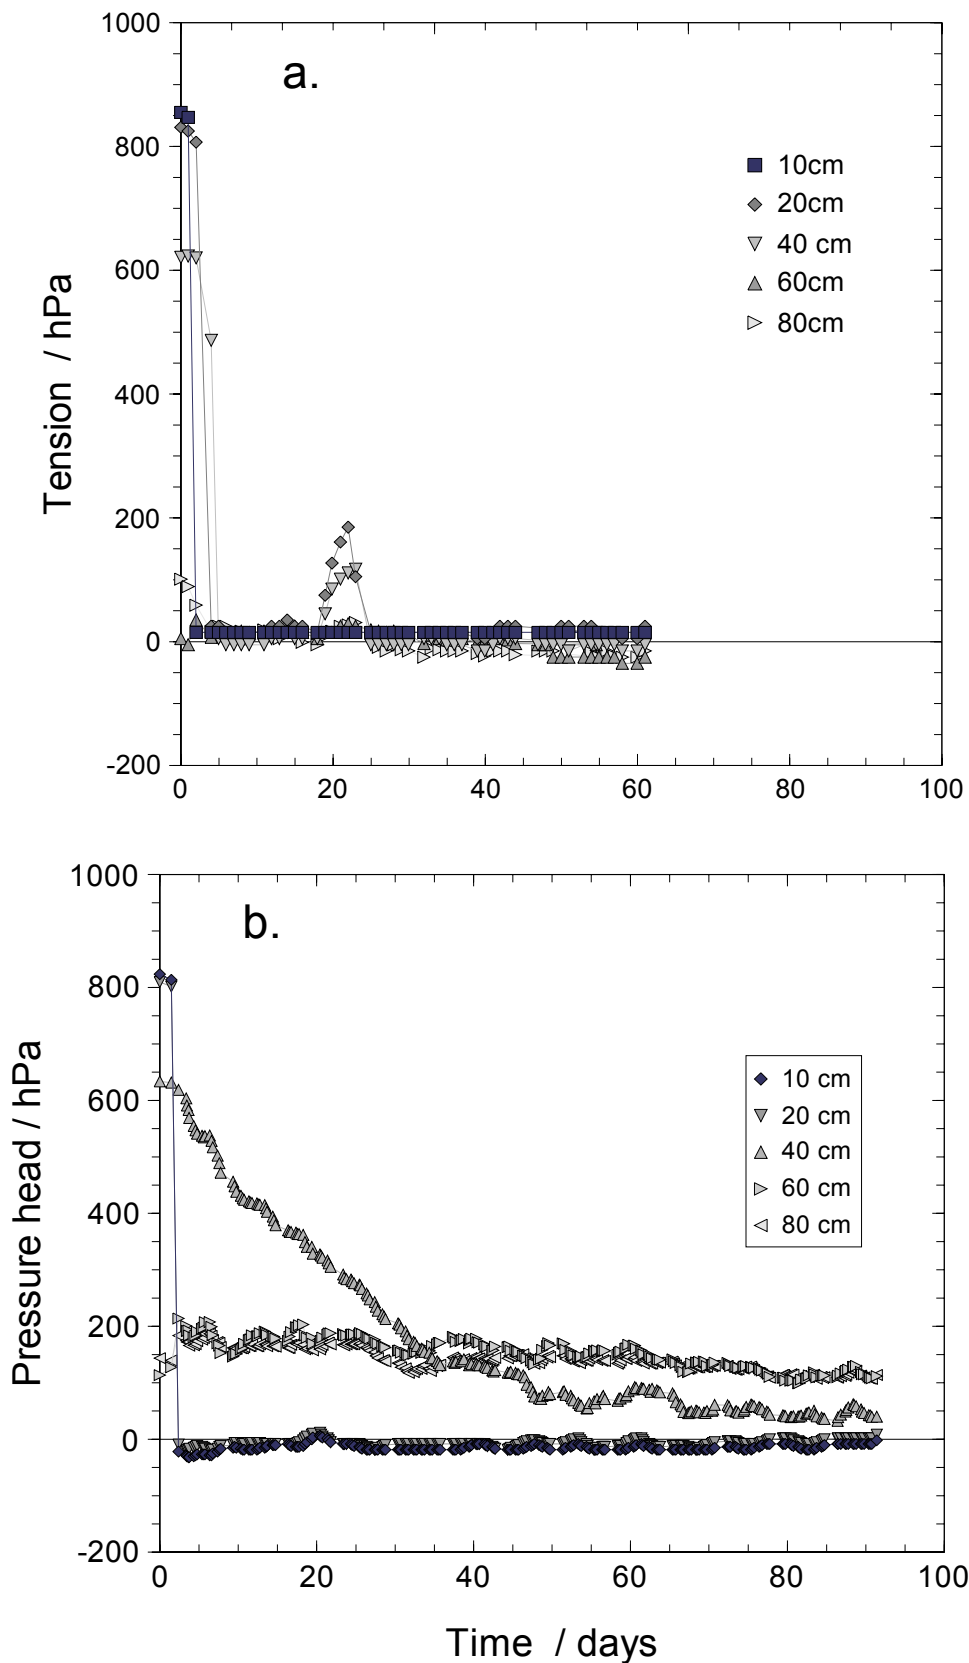 1000
a.
800
10cm
20cm
40 cm
600
60cm
80cm
Tension / hPa
400
200
0
-200
0 20 40 60 80 100
1000
b.
800
10 cm
20 cm
600
40 cm
60 cm
80 cm
Pressure head / hPa
400
200
0
-200
0 20 40 60 80 100
Time / days